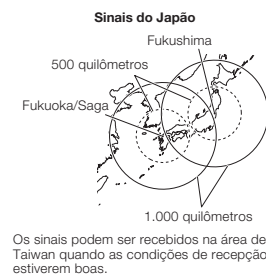 Sinais do Japão
Fukushima
500 quilômetros
Fukuoka/Saga
1.000 quilômetros
Os sinais podem ser recebidos na área de
Taiwan quando as condições de recepção
estiverem boas.